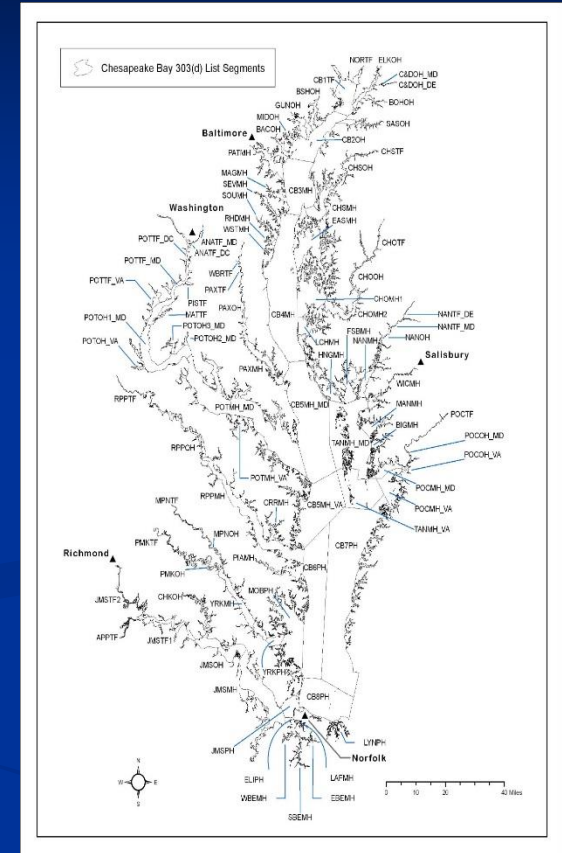 Chesapeake Bay 303(d) List Segments
NORTF
ELKOH
CB1TF
C&DOH_MD
C&DOH_DE
BSHOH
GUNOH
BOHOH
MIDOH
BACOH
SASOH
Baltimore
CB2OH
PATMH
CHSTF
CHSOH
MAGMH
SEVMH
CB3MH
SOUMH
CHSMH
EASMH
Washington
RHDMH
WSTMH
CHOTF
POTTF_DC
ANATF_MD
ANATF_DC
POTTF_MD
WBRTF
CHOOH
POTTF_VA
PAXTF
PISTF
CHOMH1
NANTF_DE
MATTF
PAXOH
CB4MH
CHOMH2
NANTF_MD
POTOH1_MD
POTOH3_MD
FSBMH
NANOH
POTOH2_MD
LCHMH
NANMH
POTOH_VA
HNGMH
Salisbury
PAXMH
WICMH
RPPTF
CB5MH_MD
MANMH
POTMH_MD
POCTF
BIGMH
TANMH_MD
POCOH_MD
RPPOH
POCOH_VA
POTMH_VA
POCMH_MD
RPPMH
CRRMH
CB5MH_VA
POCMH_VA
MPNTF
TANMH_VA
PMKTF
MPNOH
CB7PH
Richmond
PIAMH
CB6PH
PMKOH
MOBPH
JMSTF2
CHKOH
YRKMH
APPTF
JMSTF1
JMSOH
YRKPH
JMSMH
CB8PH
JMSPH
LYNPH
Norfolk
ELIPH
LAFMH
WBEMH
EBEMH
SBEMH
N
W
E
S
0 10 20 40 Miles